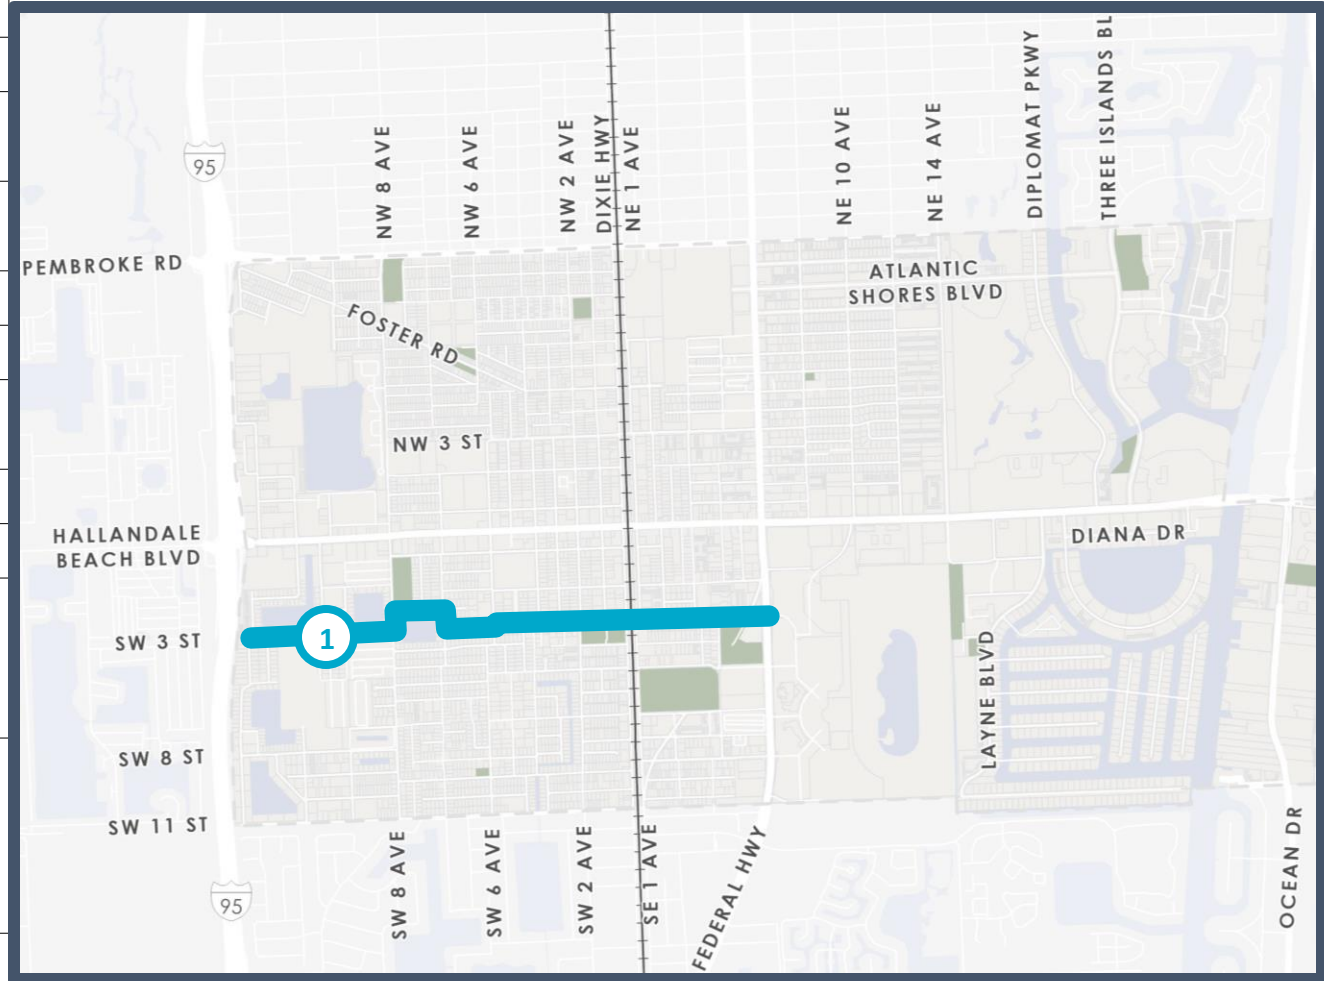 THREE ISLANDS BL
DIPLOMAT PKWY
95
NW 8 AVE
NW 6 AVE
NW 2 AVE
DIXIE HWY
NE 1 AVE
NE 10 AVE
NE 14 AVE
PEMBROKE RD
ATLANTIC
SHORES BLVD
FOSTER RD
NW 3 ST
HALLANDALE
BEACH BLVD
DIANA DR
SW 3 ST
1
LAYNE BLVD
SW 8 ST
SW 11 ST
SW 8 AVE
SW 6 AVE
SW 2 AVE
SE 1 AVE
FEDERAL HWY
OCEAN DR
95